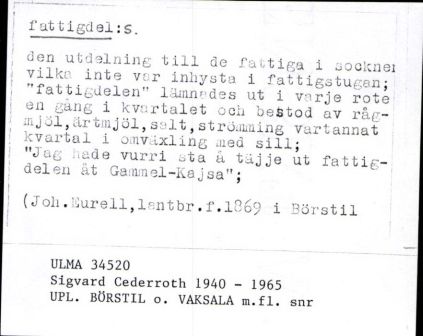 fattigdel:s.
den utdelning till de fattiga i socknen
vilka inte var inhysta i fattigstugan;
"fattigdelen" lämnades ut i varje rote
en gång i kvartalet och bestod av råg-
mjöl,ärtmjöl,salt,strömming vartannat
kvartal i omväxling med sill;
"Jag hade vurri sta å täjje ut fattig-
delen åt Gammel-Kajsa";
(Joh.Eurell,lantbr.f.1869 i Börstil
ULMA 34520
Sigvard Cederroth 1940 - 1965
UPL. BÖRSTIL o. VAKSALA m.fl. snr